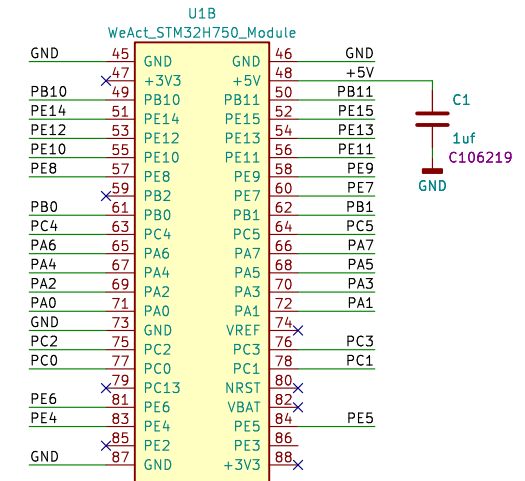 U1B
WeAct_STM32H750_Module
GND 45 GND GND 46 GND
47 +3V3 +5V 48 +5V
PB10 49 PB10 PB11 50 PB11
PE14 51 PE14 PE15 52 PE15
PE12 53 PE12 PE13 54 PE13
PE10 55 PE10 PE11 56 PE11
PE8 57 PE8 PE9 58 PE9
59 PB2 PE7 60 PE7
PB0 61 PB0 PB1 62 PB1
PC4 63 PC4 PC5 64 PC5
PA6 65 PA6 PA7 66 PA7
PA4 67 PA4 PA5 68 PA5
PA2 69 PA2 PA3 70 PA3
PA0 71 PA0 PA1 72 PA1
GND 73 GND VREF 74
PC2 75 PC2 PC3 76 PC3
PC0 77 PC0 PC1 78 PC1
79 PC13 NRST 80
PE6 81 PE6 VBAT 82
PE4 83 PE4 PE5 84 PE5
85 PE2 PE3 86
GND 87 GND +3V3 88
C1
1uf
C106219
GND